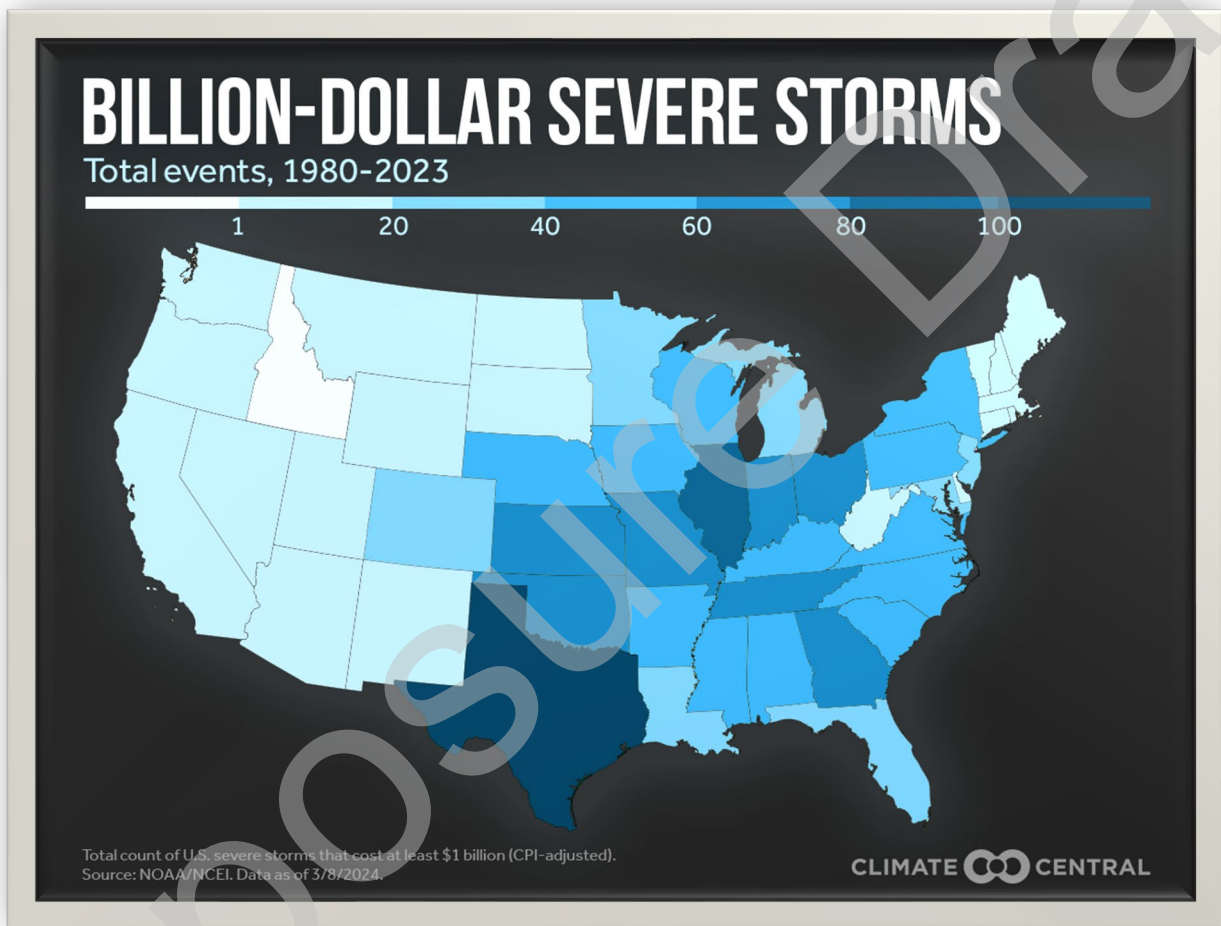 BILLION-DOLLAR SEVERE STORMS
Total events, 1980-2023
1 20 40 60 80 100
Total count of U.S. severe storms that cost at least $1 billion (CPI-adjusted).
Source: NOAA/NCEI. Data as of 3/8/2024.
CLIMATE CENTRAL
posure Dra